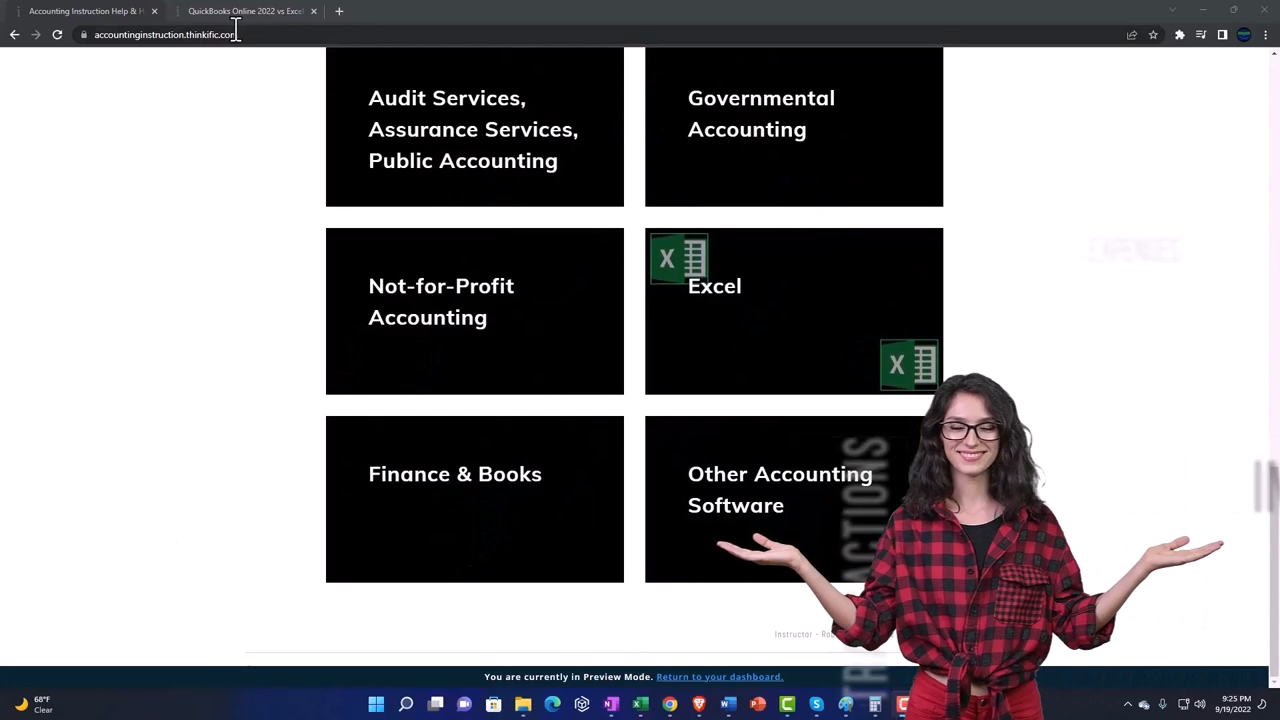 Accounting Instruction Help & H
QuickBooks Online 2022 vs Excel
accountinginstruction.thinkific.com
Audit Services,
Assurance Services,
Public Accounting
Governmental
Accounting
Not-for-Profit
Accounting
X
Excel
X
Finance & Books
Other Accounting
Software
EXPENSES
Instructor -
You are currently in Preview Mode. Return to your dashboard.
68°F
Clear
9:25 PM
9/19/2022